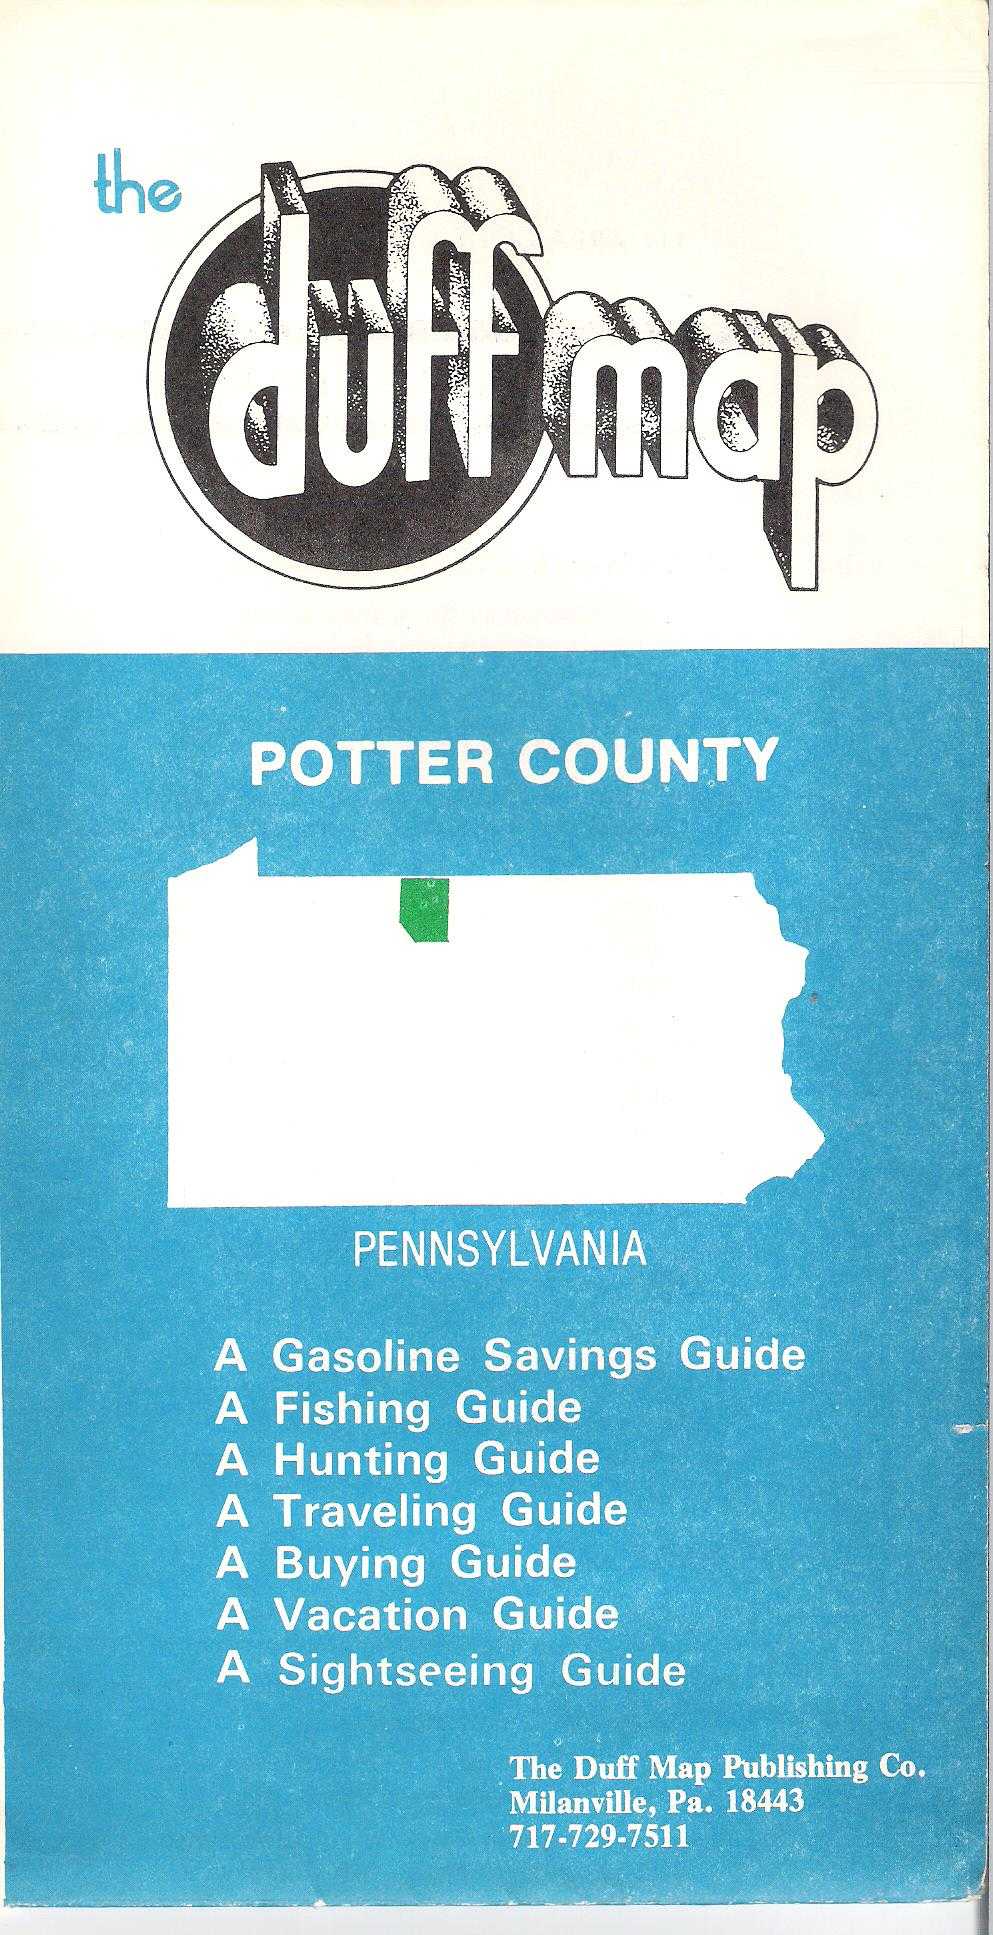 the
duff map
POTTER COUNTY
PENNSYLVANIA
A Gasoline Savings Guide
A Fishing Guide
A Hunting Guide
A Traveling Guide
A Buying Guide
A Vacation Guide
A Sightseeing Guide
The Duff Map Publishing Co.
Milanville, Pa. 18443
717-729-7511